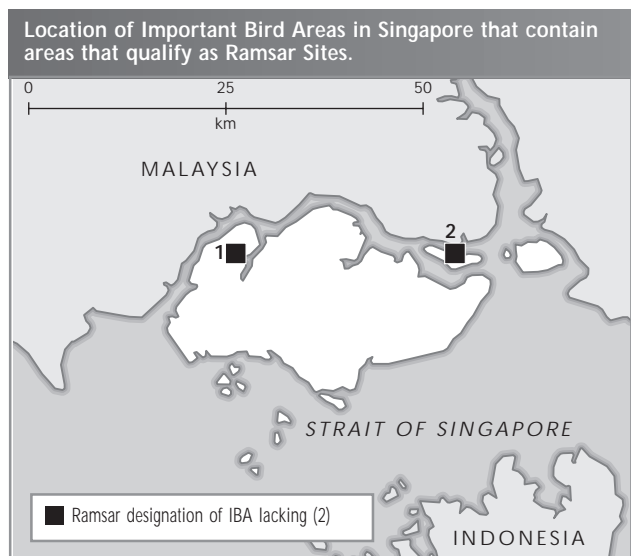 Location of Important Bird Areas in Singapore that contain
areas that qualify as Ramsar Sites.
0 25 50
km
MALAYSIA
1
2
STRAIT OF SINGAPORE
Ramsar designation of IBA lacking (2)
INDONESIA